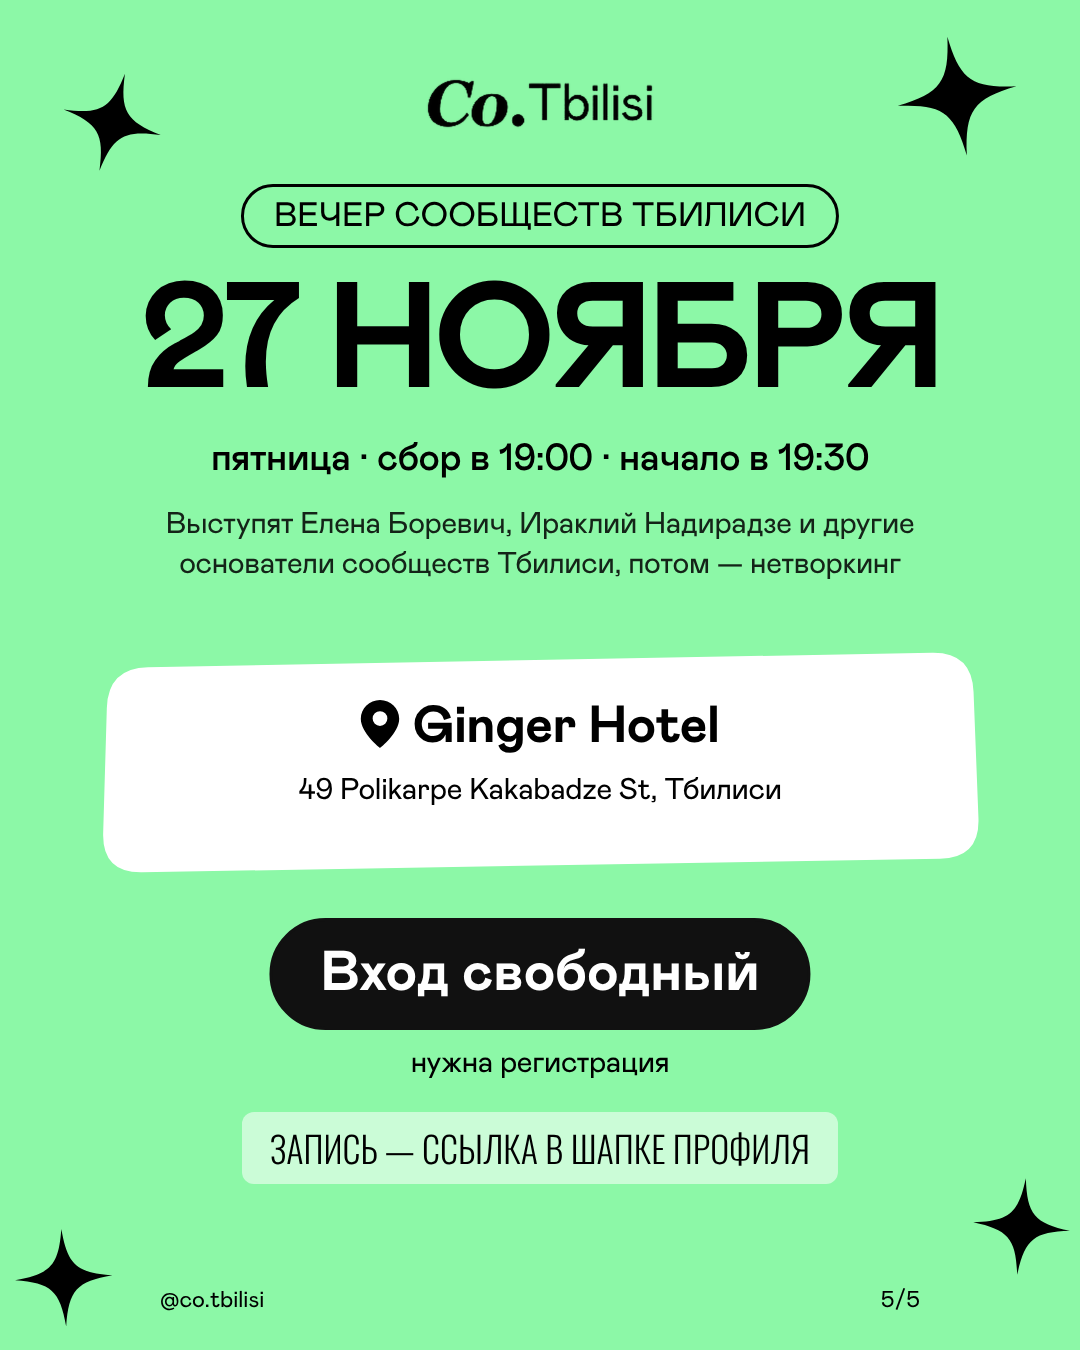 Co.Tbilisi
ВЕЧЕР СООБЩЕСТВ ТБИЛИСИ
27 НОЯБРЯ
пятница · сбор в 19:00 · начало в 19:30
Выступят Елена Боревич, Ираклий Надирадзе и другие
основатели сообществ Тбилиси, потом — нетворкинг
Ginger Hotel
49 Polikarpe Kakabadze St, Тбилиси
Вход свободный
нужна регистрация
ЗАПИСЬ — ССЫЛКА В ШАПКЕ ПРОФИЛЯ
@co.tbilisi
5/5